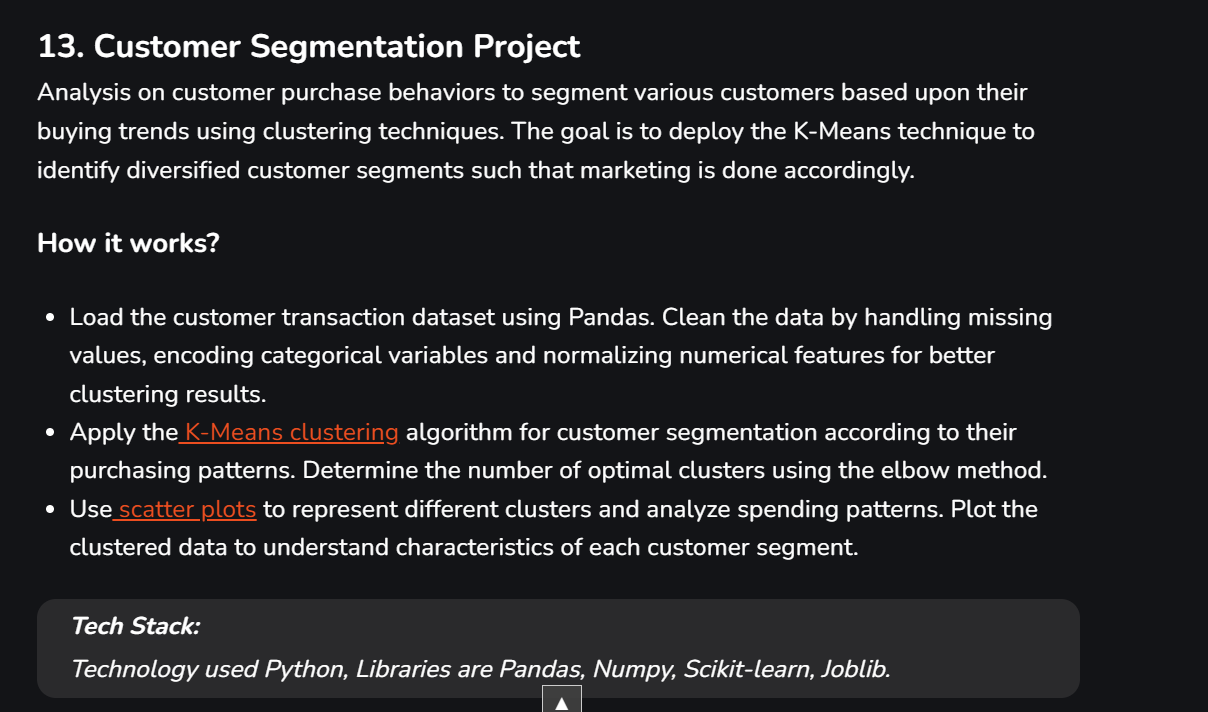 13. Customer Segmentation Project
Analysis on customer purchase behaviors to segment various customers based upon their
buying trends using clustering techniques. The goal is to deploy the K-Means technique to
identify diversified customer segments such that marketing is done accordingly.
How it works?
• Load the customer transaction dataset using Pandas. Clean the data by handling missing
values, encoding categorical variables and normalizing numerical features for better
clustering results.
• Apply the K-Means clustering algorithm for customer segmentation according to their
purchasing patterns. Determine the number of optimal clusters using the elbow method.
• Use scatter plots to represent different clusters and analyze spending patterns. Plot the
clustered data to understand characteristics of each customer segment.
Tech Stack:
Technology used Python, Libraries are Pandas, Numpy, Scikit-learn, Joblib.